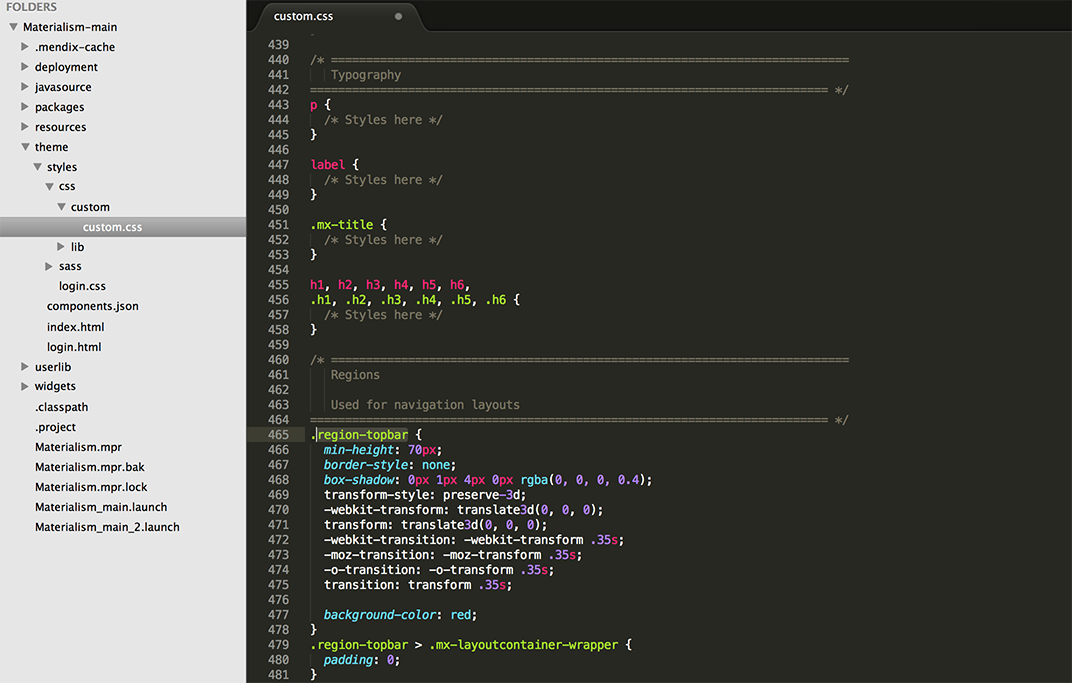 FOLDERS
Materialism-main
.mendix-cache
deployment
javasource
packages
resources
theme
styles
css
custom
custom.css
lib
sass
login.css
components.json
index.html
login.html
userlib
widgets
.classpath
.project
Materialism.mpr
Materialism.mpr.bak
Materialism.mpr.lock
Materialism_main.launch
Materialism_main_2.launch
custom.css
439
440 /* ==========================================================================
441 Typography
442 ========================================================================== */
443 p {
444 /* Styles here */
445 }
446
447 label {
448 /* Styles here */
449 }
450
451 .mx-title {
452 /* Styles here */
453 }
454
455 h1, h2, h3, h4, h5, h6,
456 .h1, .h2, .h3, .h4, .h5, .h6 {
457 /* Styles here */
458 }
459
460 /* ==========================================================================
461 Regions
462
463 Used for navigation layouts
464 ========================================================================== */
465 .region-topbar {
466 min-height: 70px;
467 border-style: none;
468 box-shadow: 0px 1px 4px 0px rgba(0, 0, 0, 0.4);
469 transform-style: preserve-3d;
470 -webkit-transform: translate3d(0, 0, 0);
471 transform: translate3d(0, 0, 0);
472 -webkit-transition: -webkit-transform .35s;
473 -moz-transition: -moz-transform .35s;
474 -o-transition: -o-transform .35s;
475 transition: transform .35s;
476
477 background-color: red;
478 }
479 .region-topbar > .mx-layoutcontainer-wrapper {
480 padding: 0;
481 }